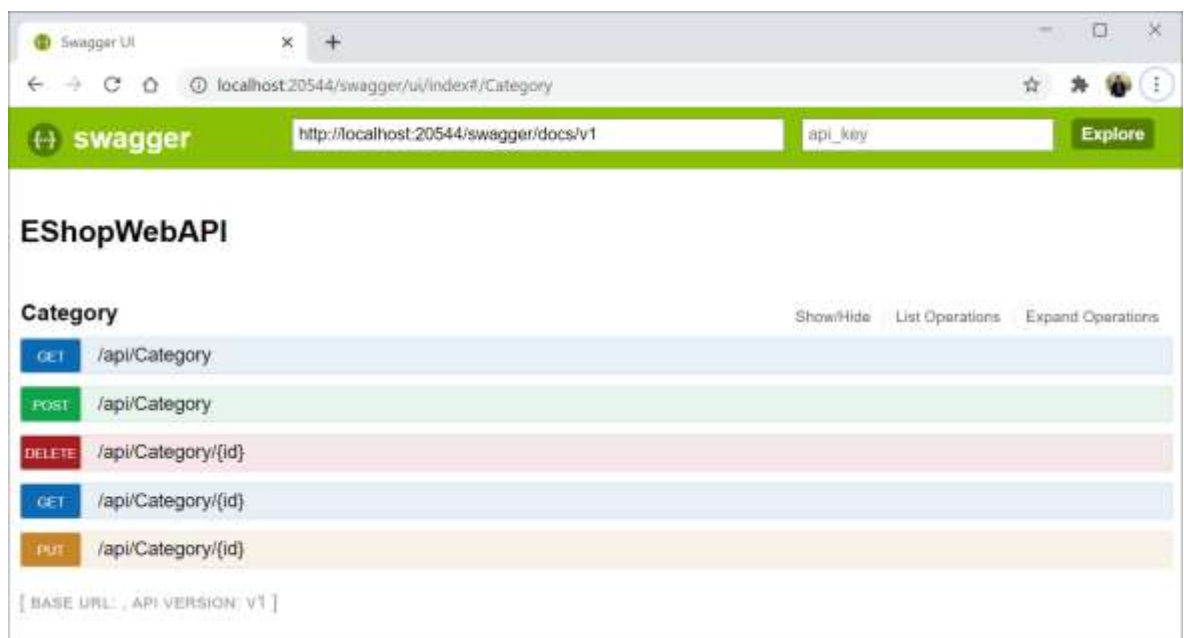 Swagger UI
localhost:20544/swagger/ui/index#/Category
swagger http://localhost:20544/swagger/docs/v1 api_key Explore
EShopWebAPI
Category Show/Hide List Operations Expand Operations
GET /api/Category
POST /api/Category
DELETE /api/Category/{id}
GET /api/Category/{id}
PUT /api/Category/{id}
[ BASE URL: , API VERSION: V1 ]